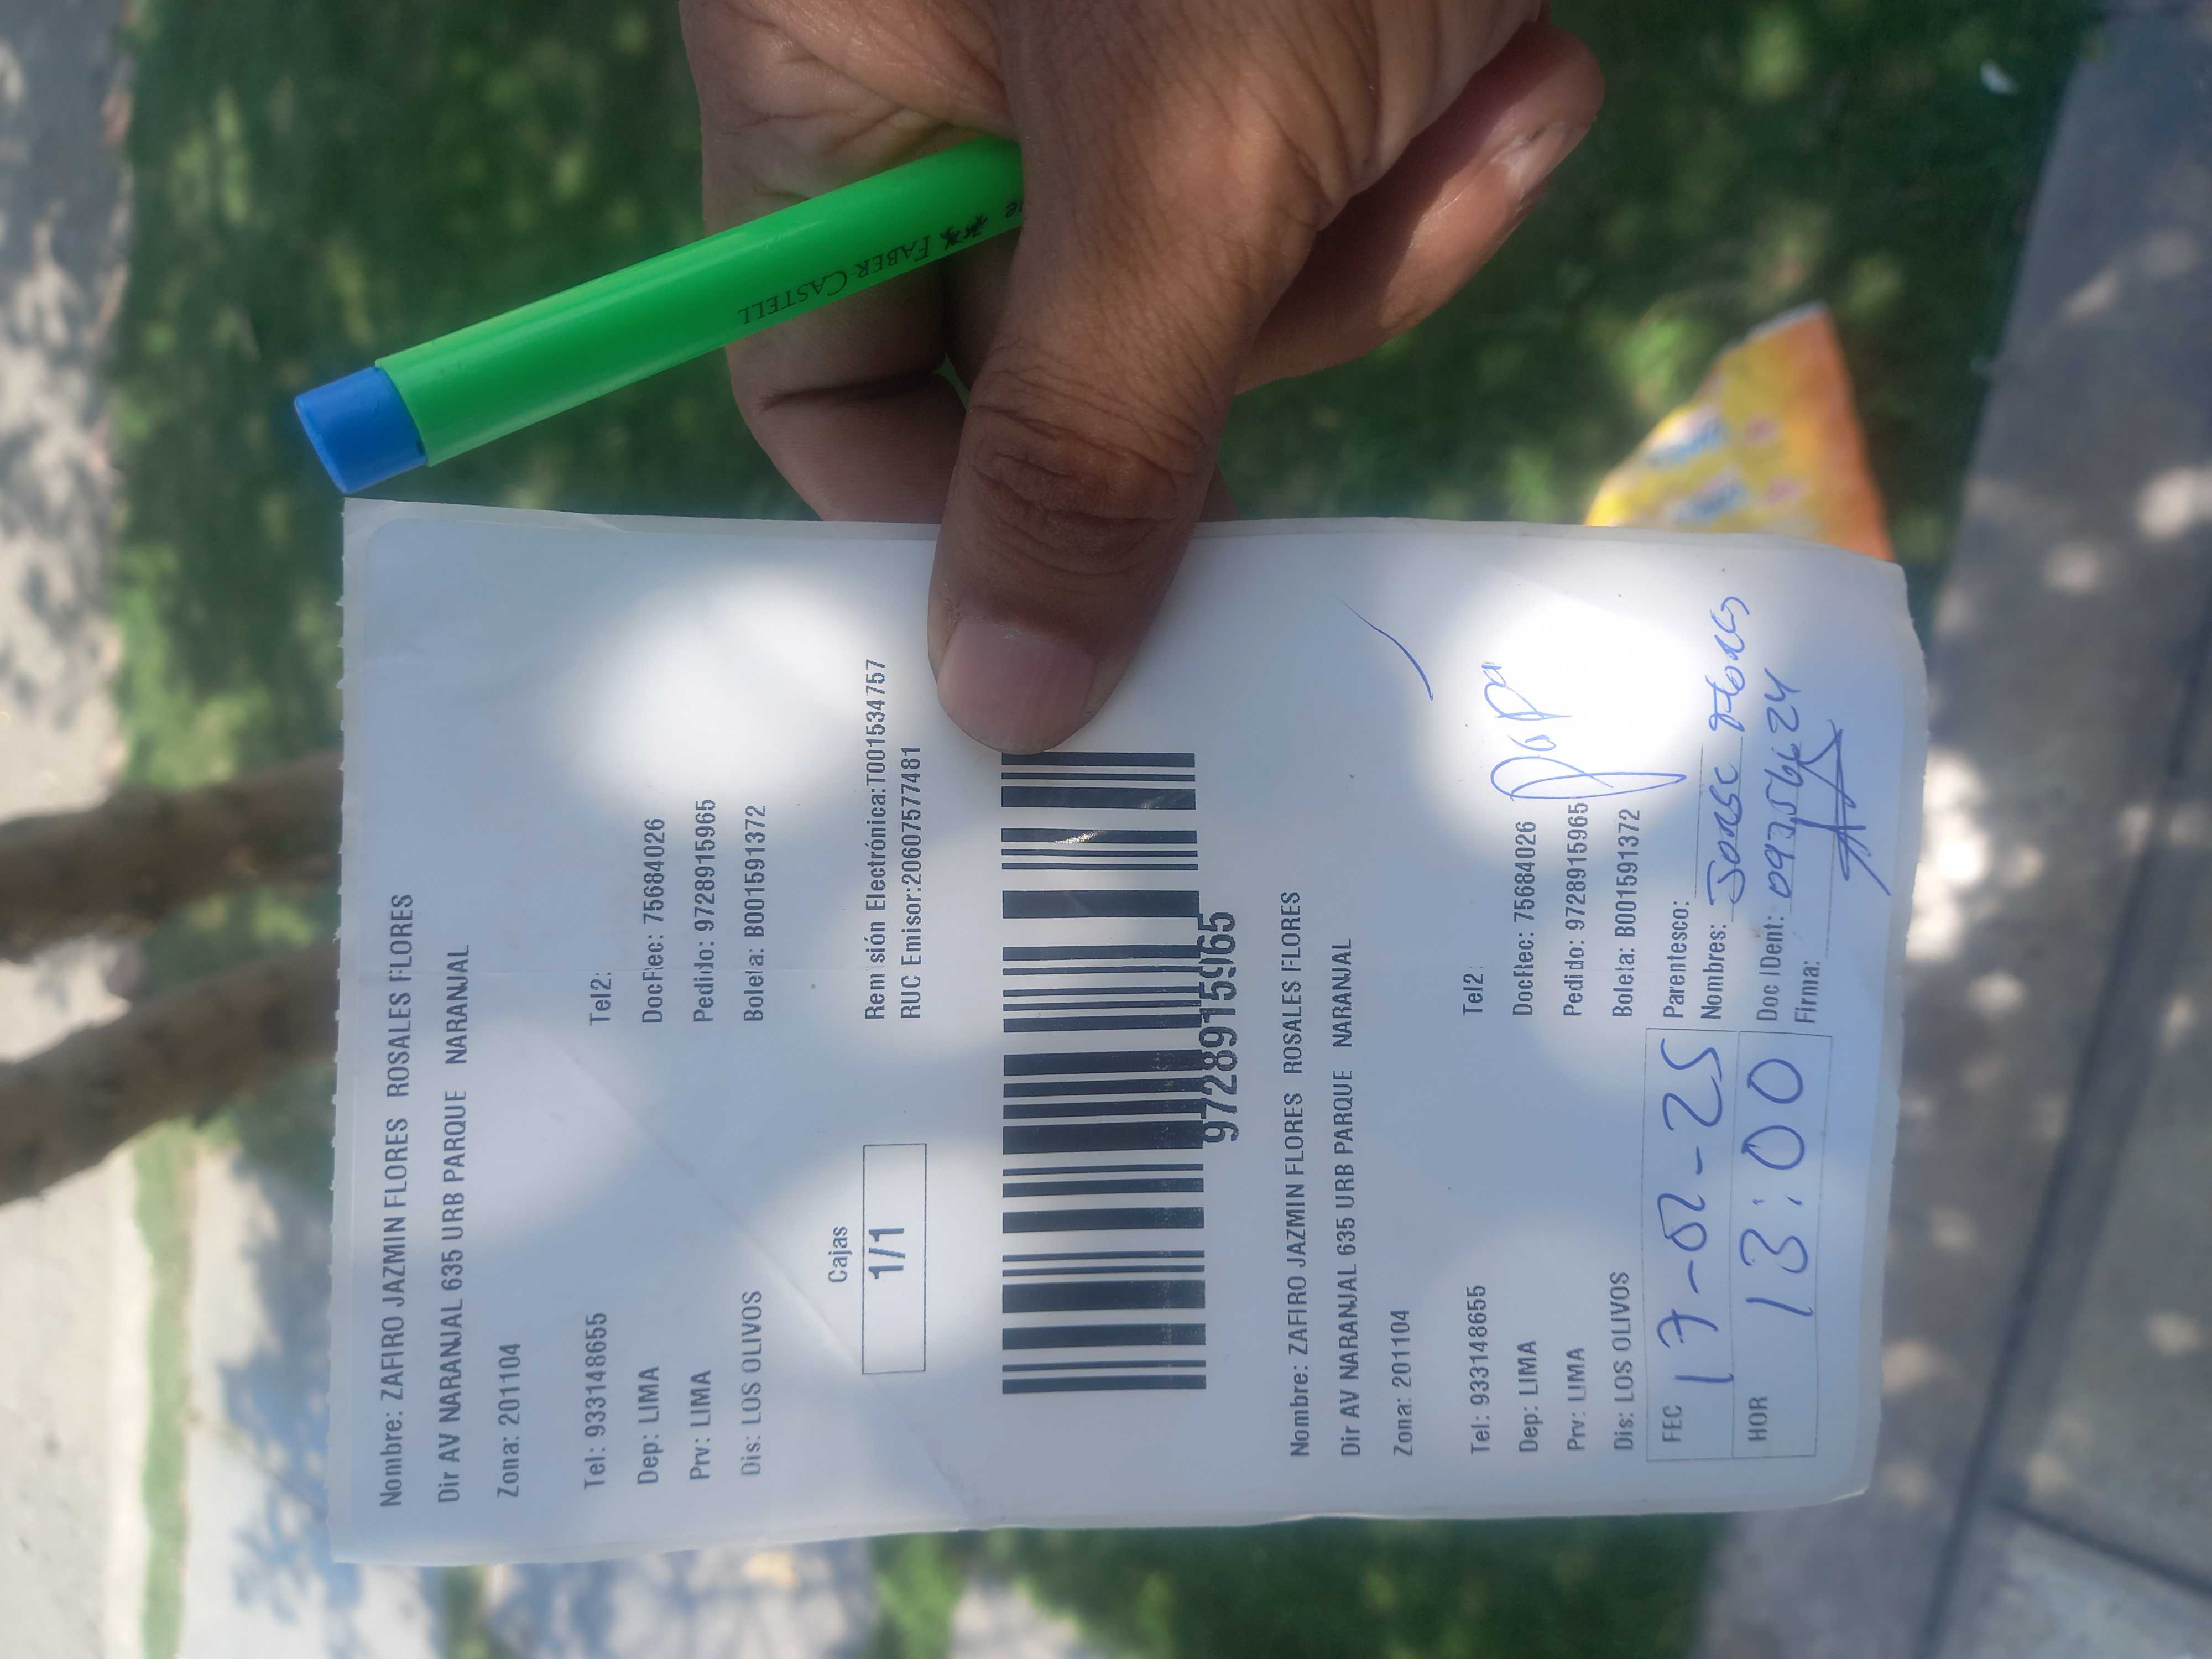 FABER-CASTELL
Nombre: ZAFIRO JAZMIN FLORES ROSALES FLORES
Dir AV NARANJAL 635 URB PARQUE NARANJAL
Zona: 201104
Tel: 933148655 Tel2:
Dep: LIMA DocRec: 75684026
Prv: LIMA Pedido: 9728915965
Dis: LOS OLIVOS Boleta: B001591372
Cajas
1/1
Remisión Electrónica:T001534757
RUC Emisor:20607577481
9728915965
Nombre: ZAFIRO JAZMIN FLORES ROSALES FLORES
Dir AV NARANJAL 635 URB PARQUE NARANJAL
Zona: 201104
Tel: 933148655 Tel2:
Dep: LIMA DocRec: 75684026
Prv: LIMA Pedido: 9728915965
Dis: LOS OLIVOS Boleta: B001591372
FEC 17-02-25 Parentesco:
Nombres:
HOR 13:00 Doc IDent:
Firma: